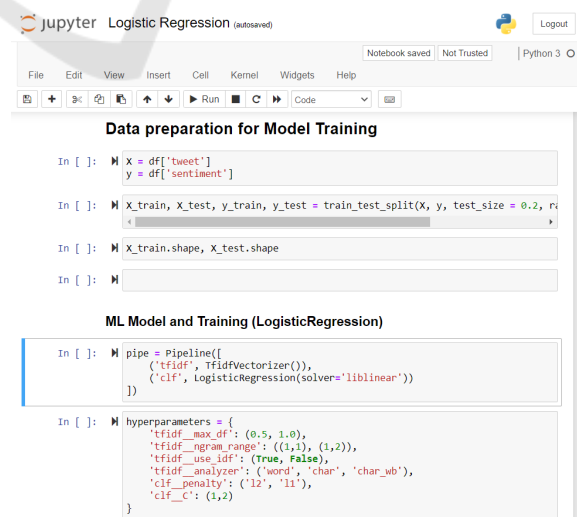 jupyter Logistic Regression (autosaved)
Logout
Notebook saved Not Trusted Python 3
File Edit View Insert Cell Kernel Widgets Help
Run Code
Data preparation for Model Training
In [ ]: X = df['tweet']
y = df['sentiment']
In [ ]: X_train, X_test, y_train, y_test = train_test_split(X, y, test_size = 0.2, ra
In [ ]: X_train.shape, X_test.shape
In [ ]:
ML Model and Training (LogisticRegression)
In [ ]: pipe = Pipeline([
('tfidf', TfidfVectorizer()),
('clf', LogisticRegression(solver='liblinear'))
])
In [ ]: hyperparameters = {
'tfidf__max_df': (0.5, 1.0),
'tfidf__ngram_range': ((1,1), (1,2)),
'tfidf__use_idf': (True, False),
'tfidf__analyzer': ('word', 'char', 'char_wb'),
'clf__penalty': ('l2', 'l1'),
'clf__C': (1,2)
}